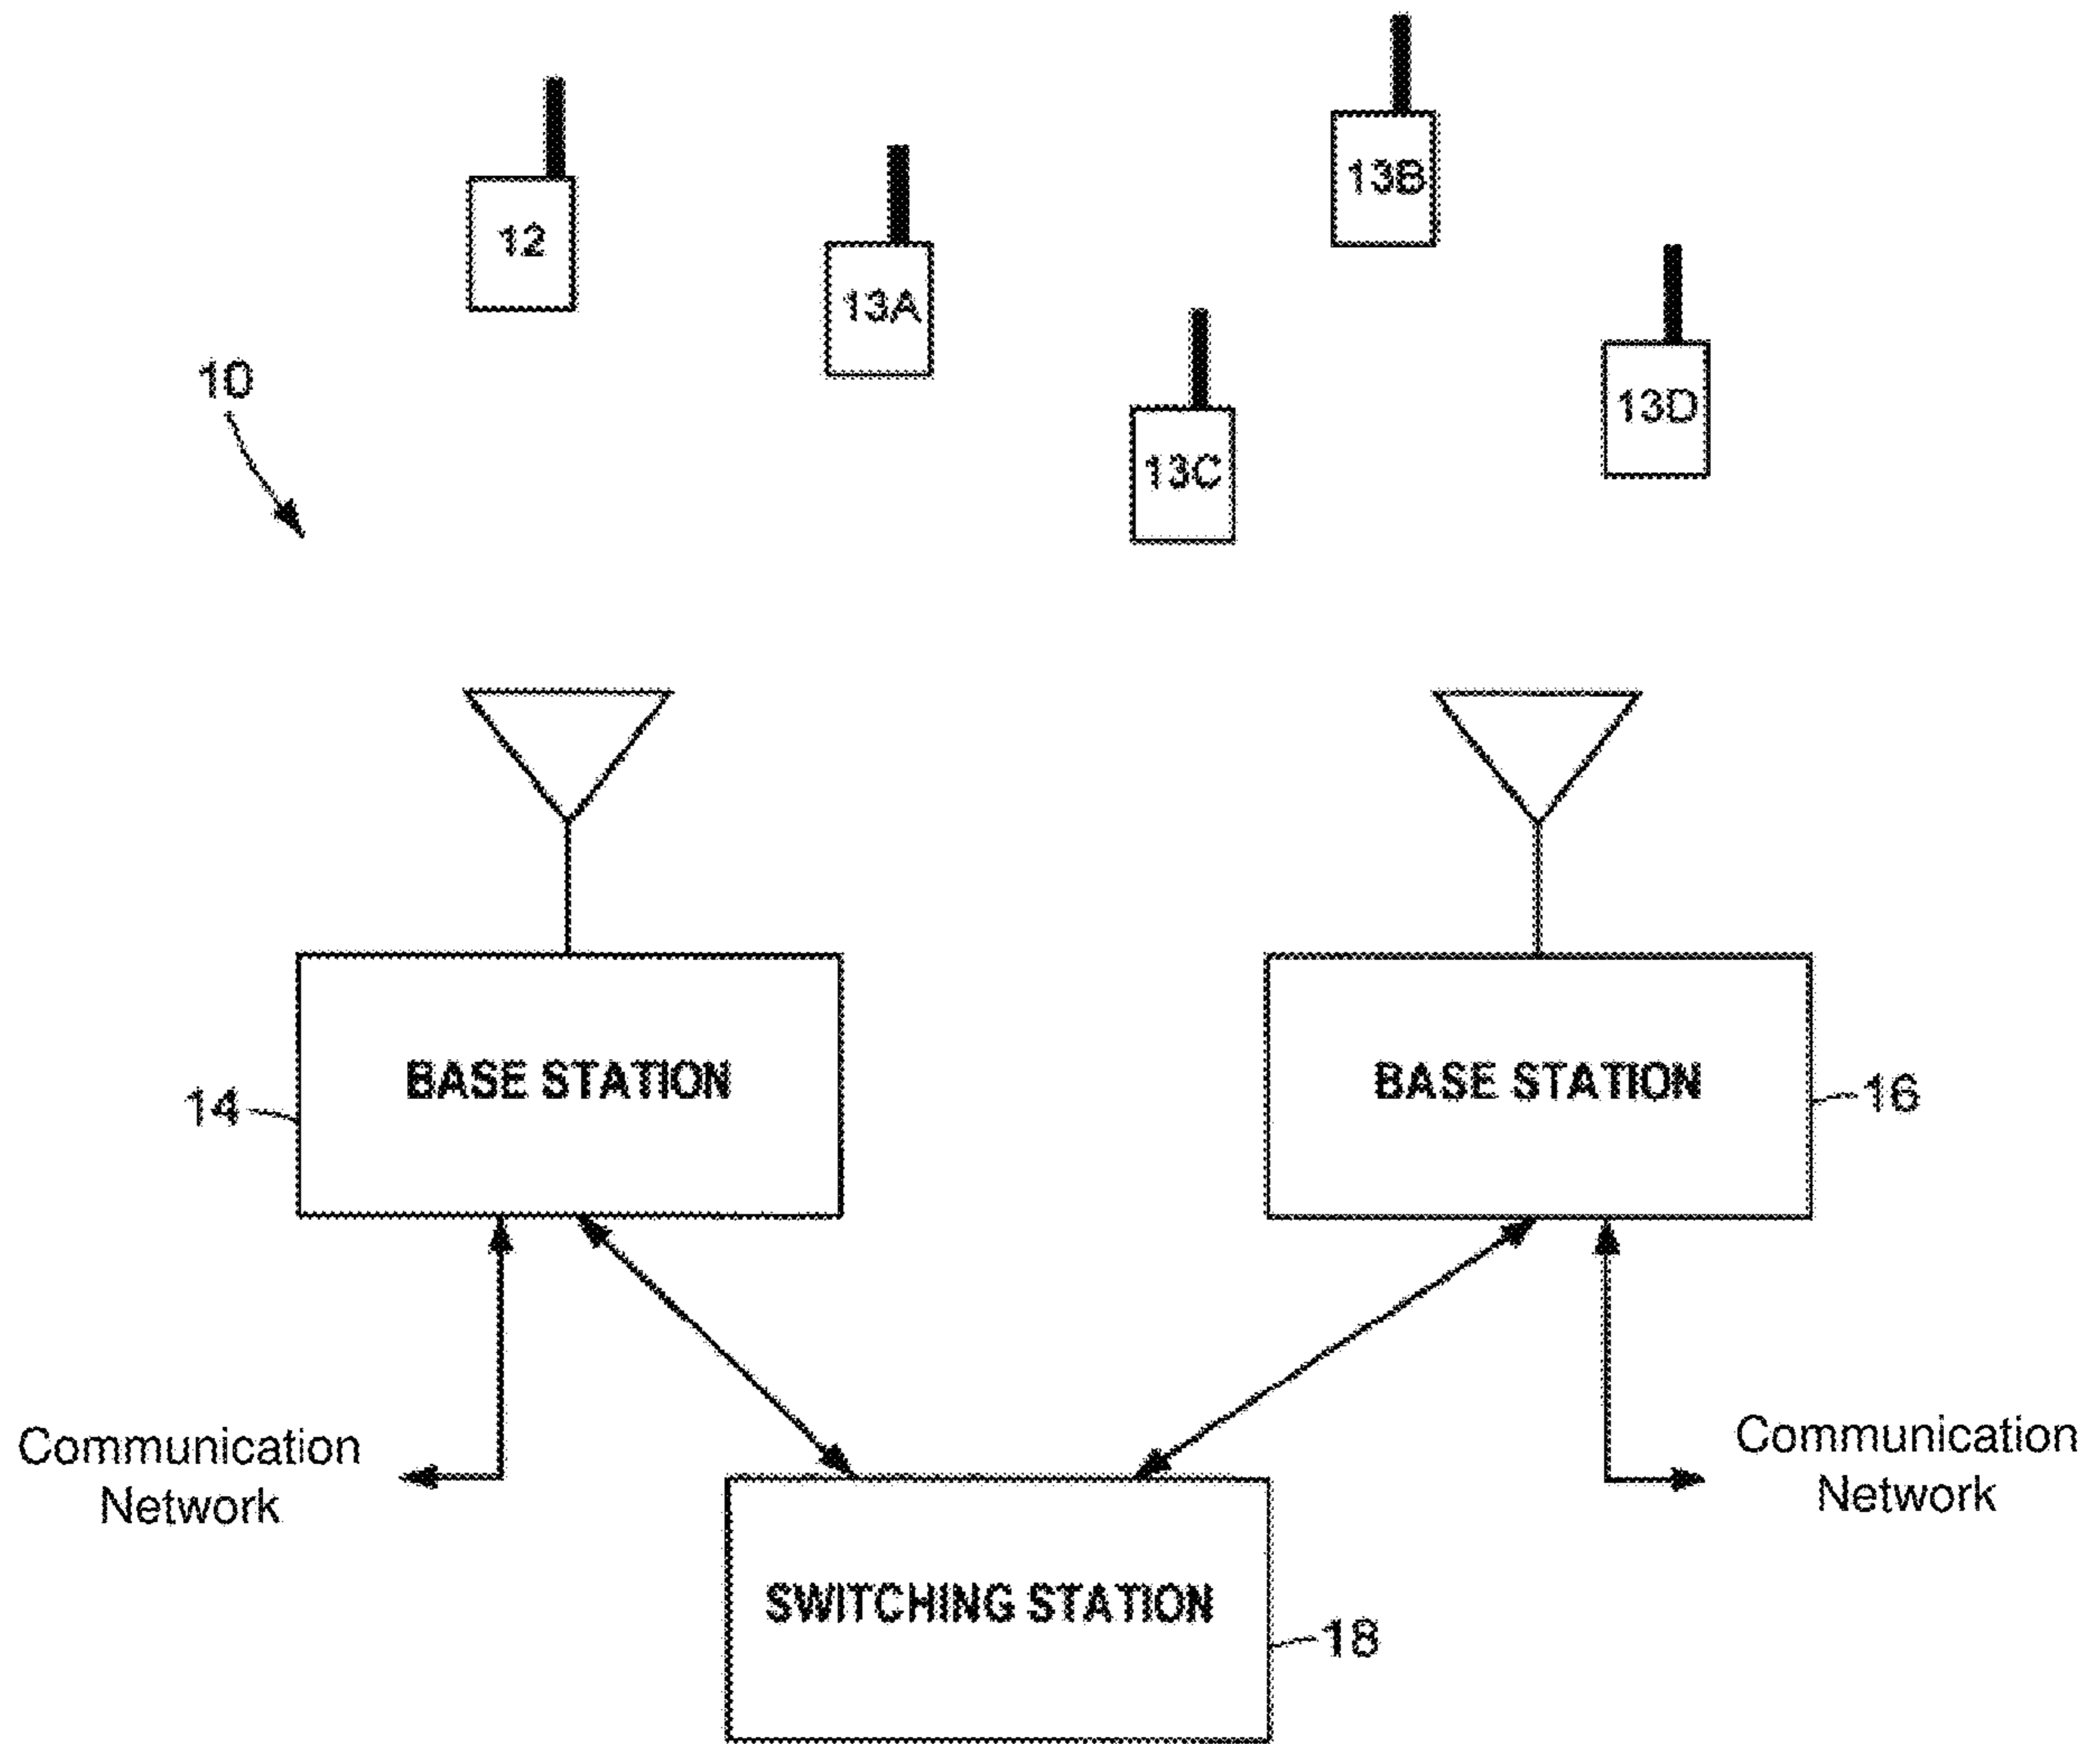 13B
12
13A
10
13D
13C
BASE STATION
BASE STATION
14
16
Communication
Network
Communication
Network
SWITCHING STATION
18